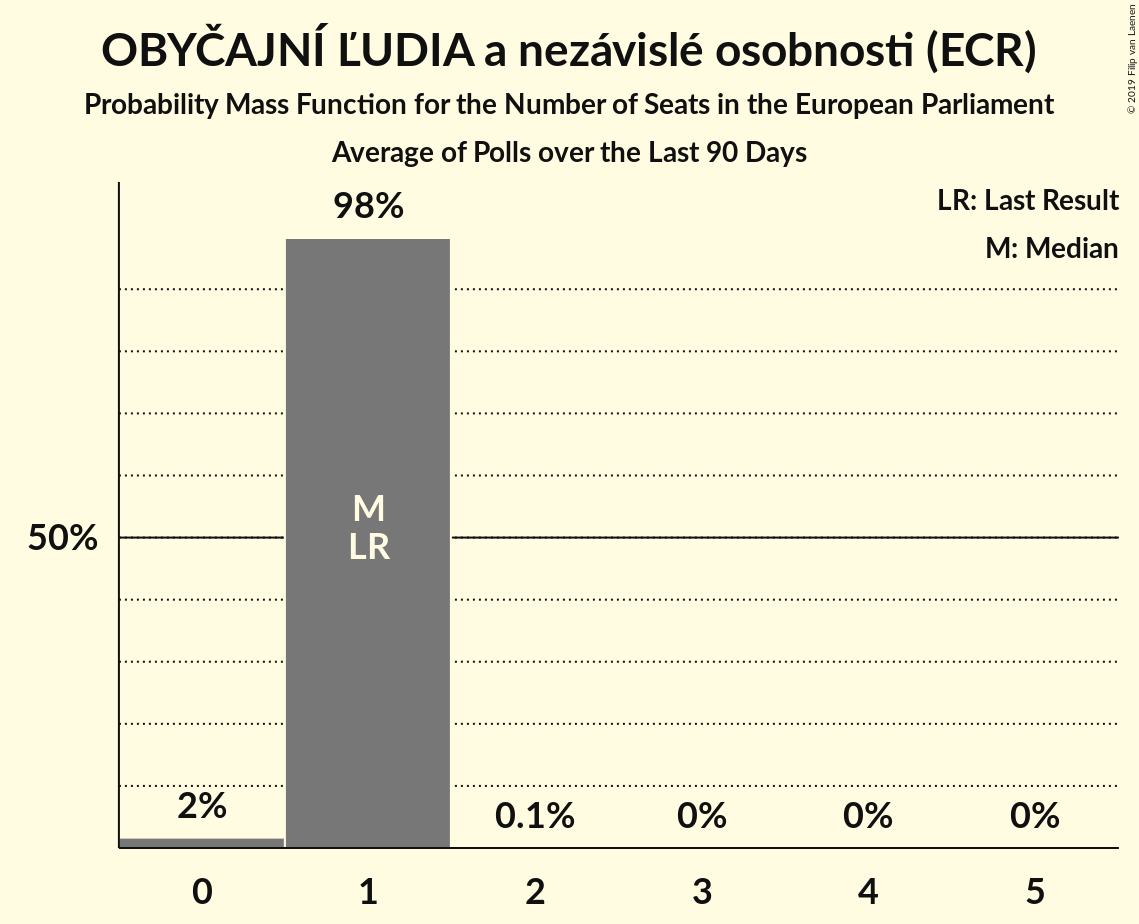 OBYČAJNÍ ĽUDIA a nezávislé osobnosti (ECR)
Probability Mass Function for the Number of Seats in the European Parliament
Average of Polls over the Last 90 Days
© 2019 Filip van Laenen
LR: Last Result
M: Median
98%
M
LR
50%
2%
0.1%
0%
0%
0%
0
1
2
3
4
5